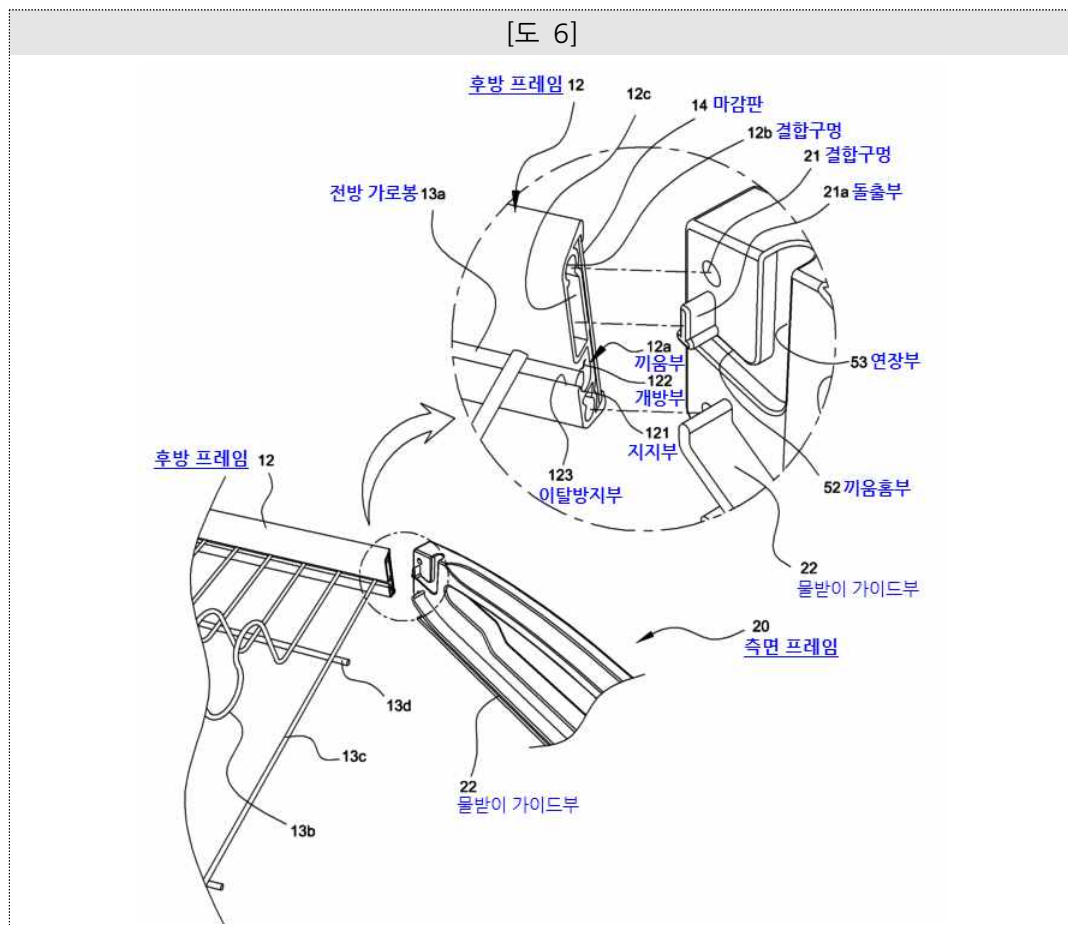 [도 6]
후방 프레임 12
12c
14 마감판
12b 결합구멍
21 결합구멍
21a 돌출부
전방 가로봉 13a
12a
끼움부
53 연장부
122
개방부
121
지지부
후방 프레임 12
123
이탈방지부
52 끼움홈부
22
물받이 가이드부
20
측면 프레임
13d
13c
22
물받이 가이드부
13b